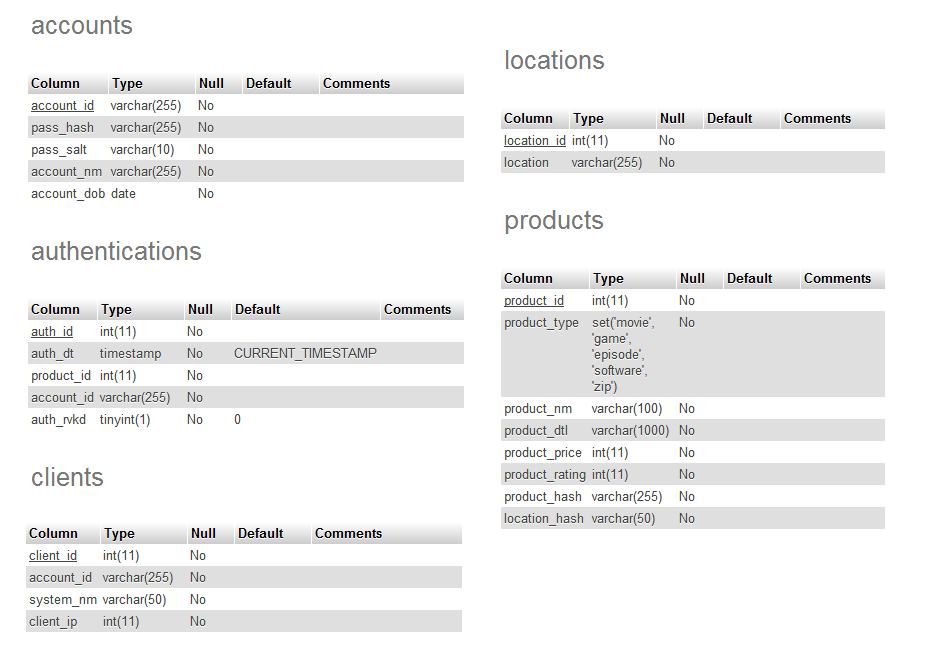 accounts
Column Type Null Default Comments
account_id varchar(255) No
pass_hash varchar(255) No
pass_salt varchar(10) No
account_nm varchar(255) No
account_dob date No
authentications
Column Type Null Default Comments
auth_id int(11) No
auth_dt timestamp No CURRENT_TIMESTAMP
product_id int(11) No
account_id varchar(255) No
auth_rvkd tinyint(1) No 0
clients
Column Type Null Default Comments
client_id int(11) No
account_id varchar(255) No
system_nm varchar(50) No
client_ip int(11) No
locations
Column Type Null Default Comments
location_id int(11) No
location varchar(255) No
products
Column Type Null Default Comments
product_id int(11) No
product_type set('movie', No
'game',
'episode',
'software',
'zip')
product_nm varchar(100) No
product_dtl varchar(1000) No
product_price int(11) No
product_rating int(11) No
product_hash varchar(255) No
location_hash varchar(50) No